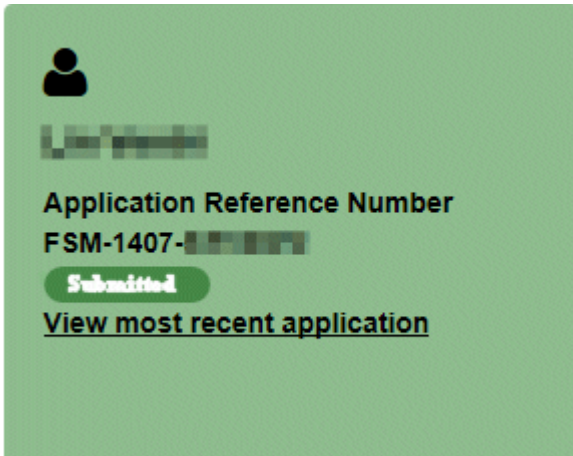 Application Reference Number
FSM-1407-
Submitted
View most recent application